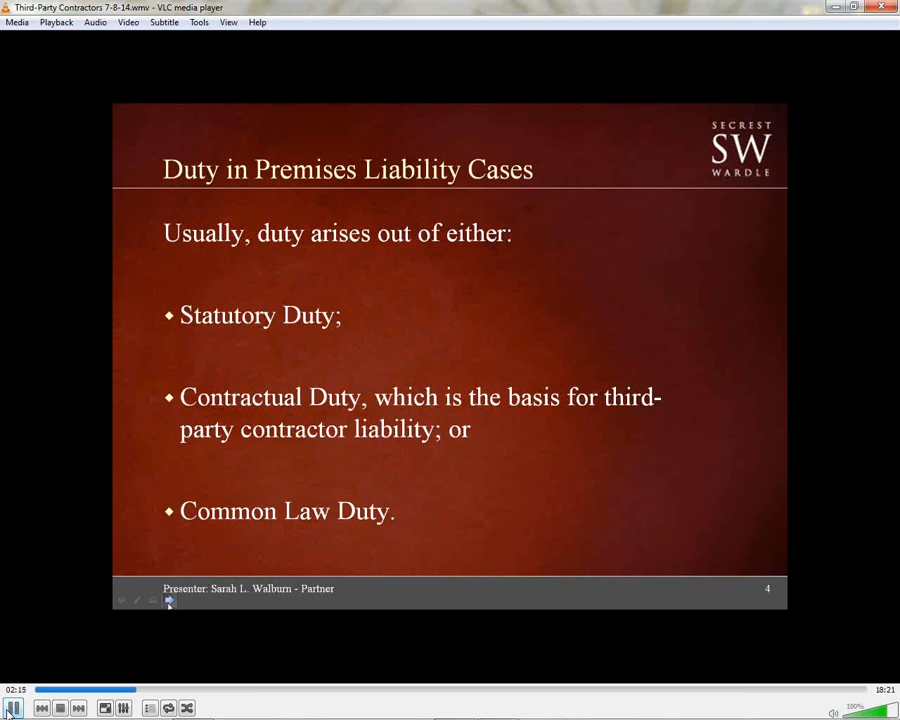 Third-Party Contractors 7-8-14.wmv - VLC media player
Media Playback Audio Video Subtitle Tools View Help
SECREST
SW
WARDLE
Duty in Premises Liability Cases
Usually, duty arises out of either:
Statutory Duty;
Contractual Duty, which is the basis for third-
party contractor liability; or
Common Law Duty.
Presenter: Sarah L. Walburn - Partner 4
02:15 18:21
100%